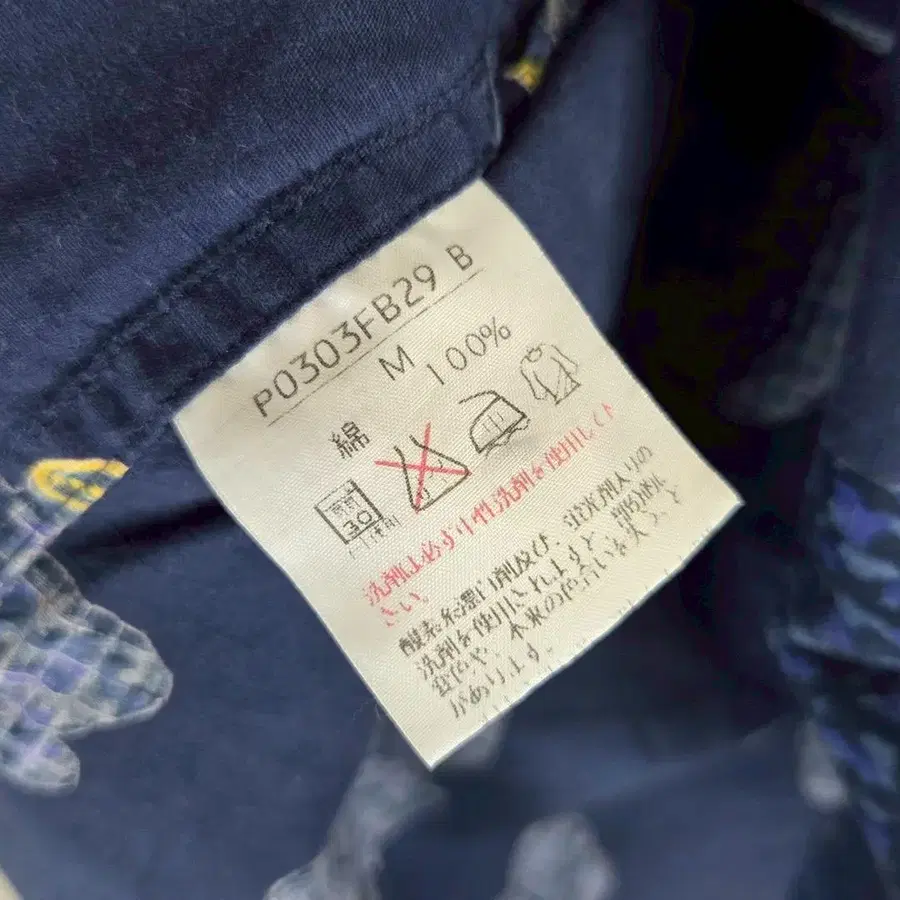 P0303FB29 B
M
綿 100%
30
中性
洗剤は必ず中性洗剤を使用して
さい。
酸素系漂白剤及び、蛍光剤入りの
洗剤を使用されますと、部分的に
変色や、本来の色合いを失うこと
があります。